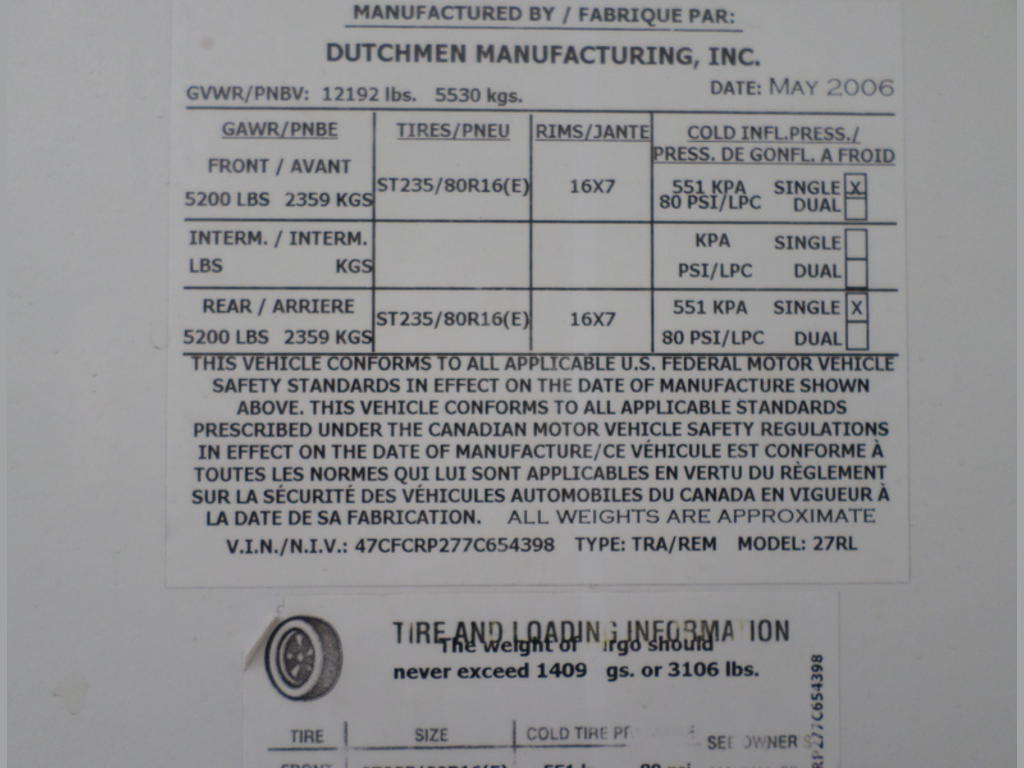 MANUFACTURED BY / FABRIQUE PAR:
DUTCHMEN MANUFACTURING, INC.
GVWR/PNBV: 12192 lbs. 5530 kgs. DATE: MAY 2006
GAWR/PNBE TIRES/PNEU RIMS/JANTE COLD INFL.PRESS./
PRESS. DE GONFL. A FROID
FRONT / AVANT
ST235/80R16(E) 16X7 551 KPA SINGLE X
5200 LBS 2359 KGS 80 PSI/LPC DUAL
INTERM. / INTERM. KPA SINGLE
LBS KGS PSI/LPC DUAL
REAR / ARRIERE 551 KPA SINGLE X
ST235/80R16(E) 16X7
5200 LBS 2359 KGS 80 PSI/LPC DUAL
THIS VEHICLE CONFORMS TO ALL APPLICABLE U.S. FEDERAL MOTOR VEHICLE
SAFETY STANDARDS IN EFFECT ON THE DATE OF MANUFACTURE SHOWN
ABOVE. THIS VEHICLE CONFORMS TO ALL APPLICABLE STANDARDS
PRESCRIBED UNDER THE CANADIAN MOTOR VEHICLE SAFETY REGULATIONS
IN EFFECT ON THE DATE OF MANUFACTURE/CE VÉHICULE EST CONFORME À
TOUTES LES NORMES QUI LUI SONT APPLICABLES EN VERTU DU RÈGLEMENT
SUR LA SÉCURITÉ DES VÉHICULES AUTOMOBILES DU CANADA EN VIGUEUR À
LA DATE DE SA FABRICATION. ALL WEIGHTS ARE APPROXIMATE
V.I.N./N.I.V.: 47CFCRP277C654398 TYPE: TRA/REM MODEL: 27RL
TIRE AND LOADING INFORMATION
The weight of rgo should
never exceed 1409 gs. or 3106 lbs.
TIRE SIZE COLD TIRE SEE OWNER